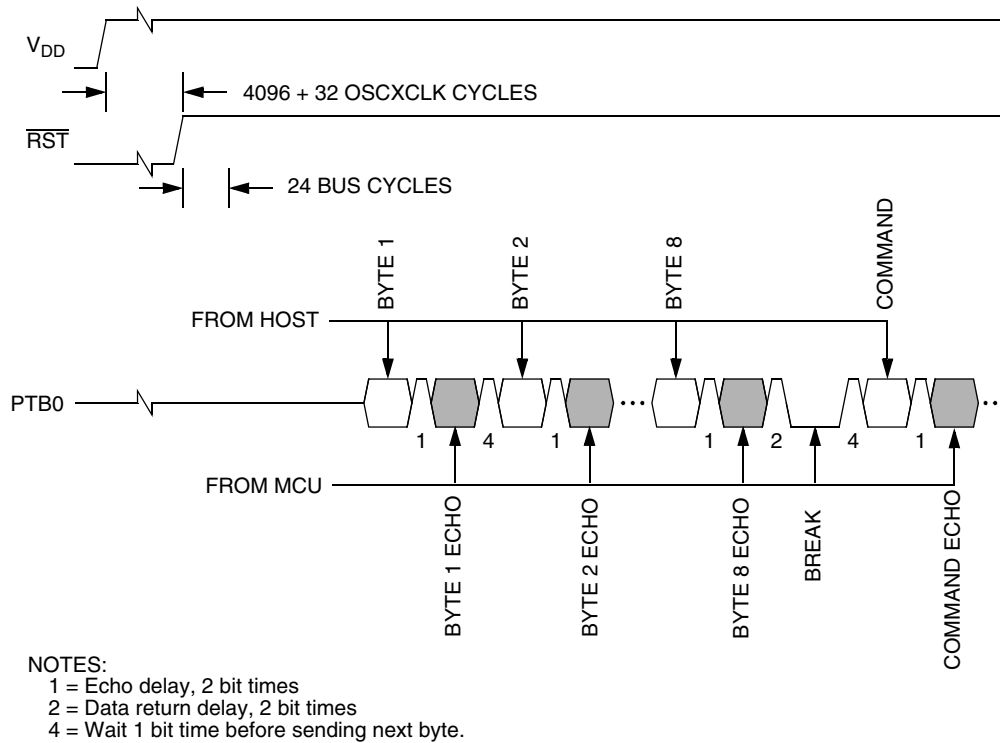 VDD
4096 + 32 OSCXCLK CYCLES
RST
24 BUS CYCLES
BYTE 1
BYTE 2
BYTE 8
COMMAND
FROM HOST
PTB0
1
4
1
1
2
4
1
FROM MCU
BYTE 1 ECHO
BYTE 2 ECHO
BYTE 8 ECHO
BREAK
COMMAND ECHO
NOTES:
1 = Echo delay, 2 bit times
2 = Data return delay, 2 bit times
4 = Wait 1 bit time before sending next byte.